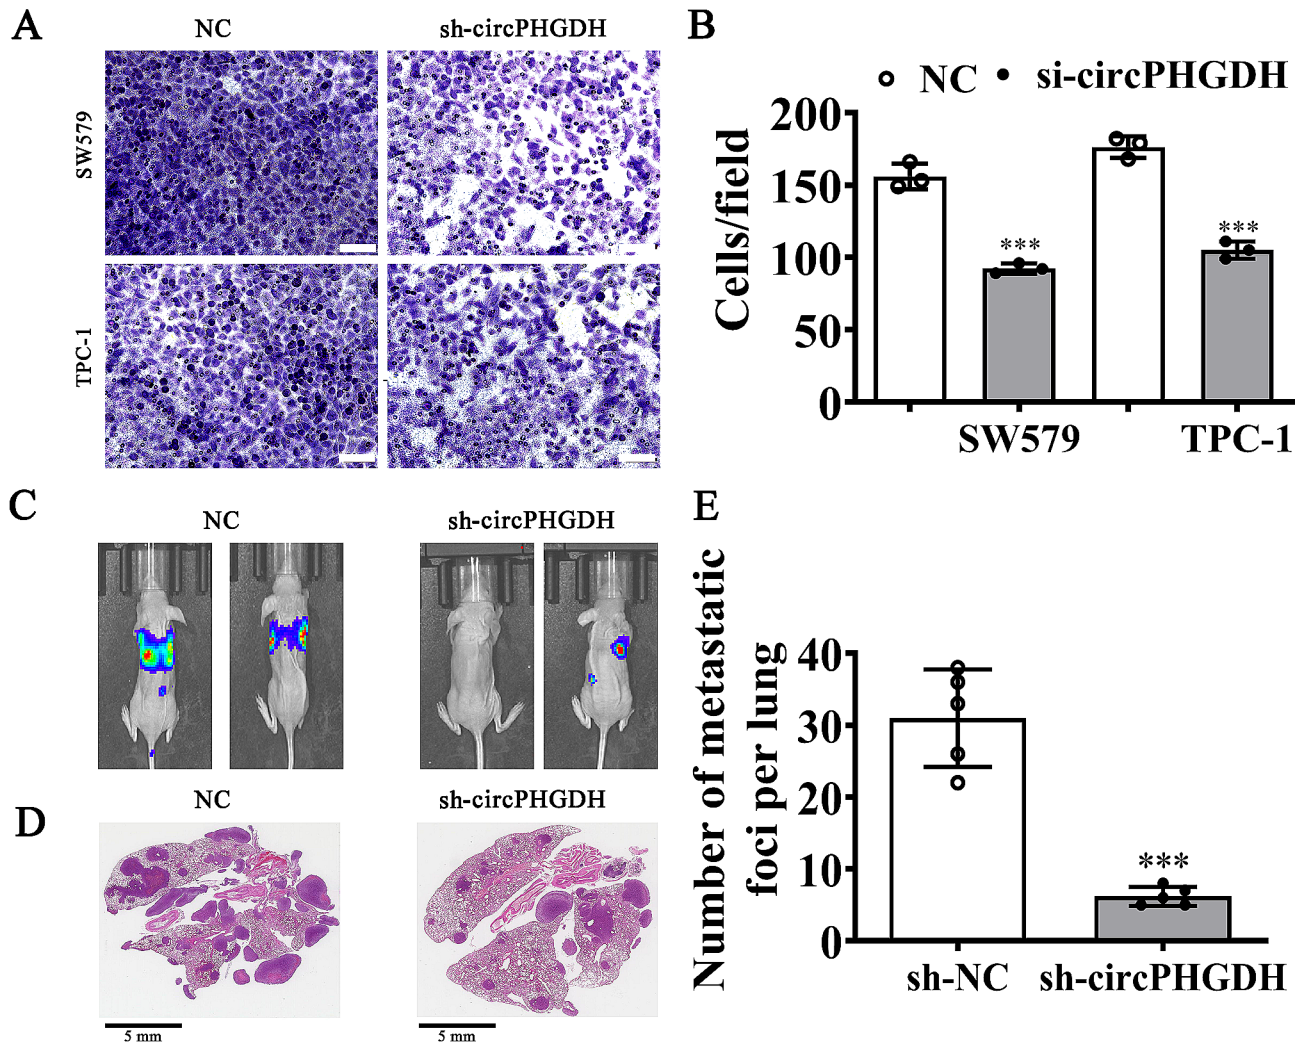 A
NC
sh-circPHGDH
SW579
TPC-1
B
NC
si-circPHGDH
Cells/field
200
150
100
50
0
***
***
SW579
TPC-1
C
NC
sh-circPHGDH
D
NC
sh-circPHGDH
5 mm
5 mm
E
Number of metastatic
foci per lung
40
30
20
10
0
***
sh-NC
sh-circPHGDH